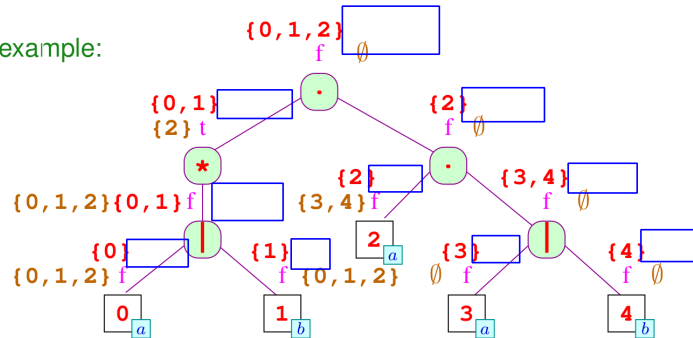 {0,1,2}
example:
f ∅
·
{0,1} {2}
{2} t f ∅
* ·
{2} {3,4}
{0,1,2} {0,1} f {3,4} f f ∅
| 2 a |
{0} {1} {3} {4}
{0,1,2} f f {0,1,2} ∅ f f ∅
0 1 3 4
a b a b